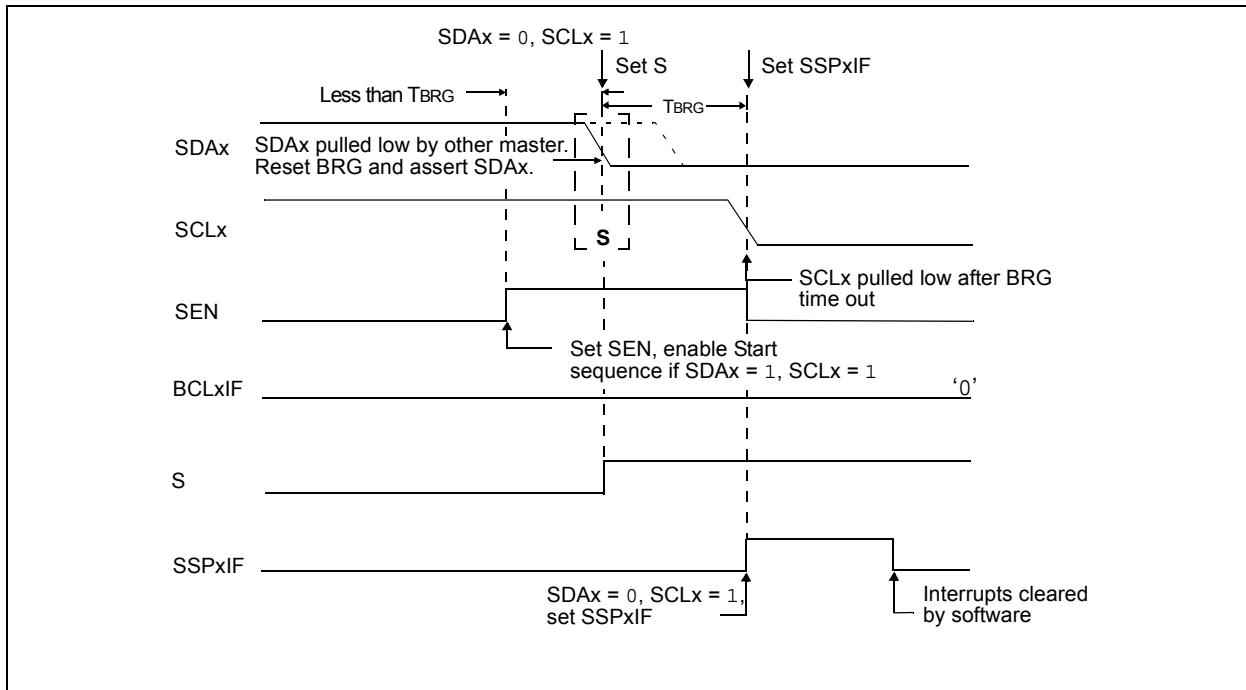 SDAx = 0, SCLx = 1
Set S
Set SSPxIF
Less than TBRG
TBRG
SDAx
SDAx pulled low by other master.
Reset BRG and assert SDAx.
SCLx
S
SCLx pulled low after BRG
time out
SEN
Set SEN, enable Start
sequence if SDAx = 1, SCLx = 1
BCLxIF
‘0’
S
SSPxIF
SDAx = 0, SCLx = 1,
set SSPxIF
Interrupts cleared
by software